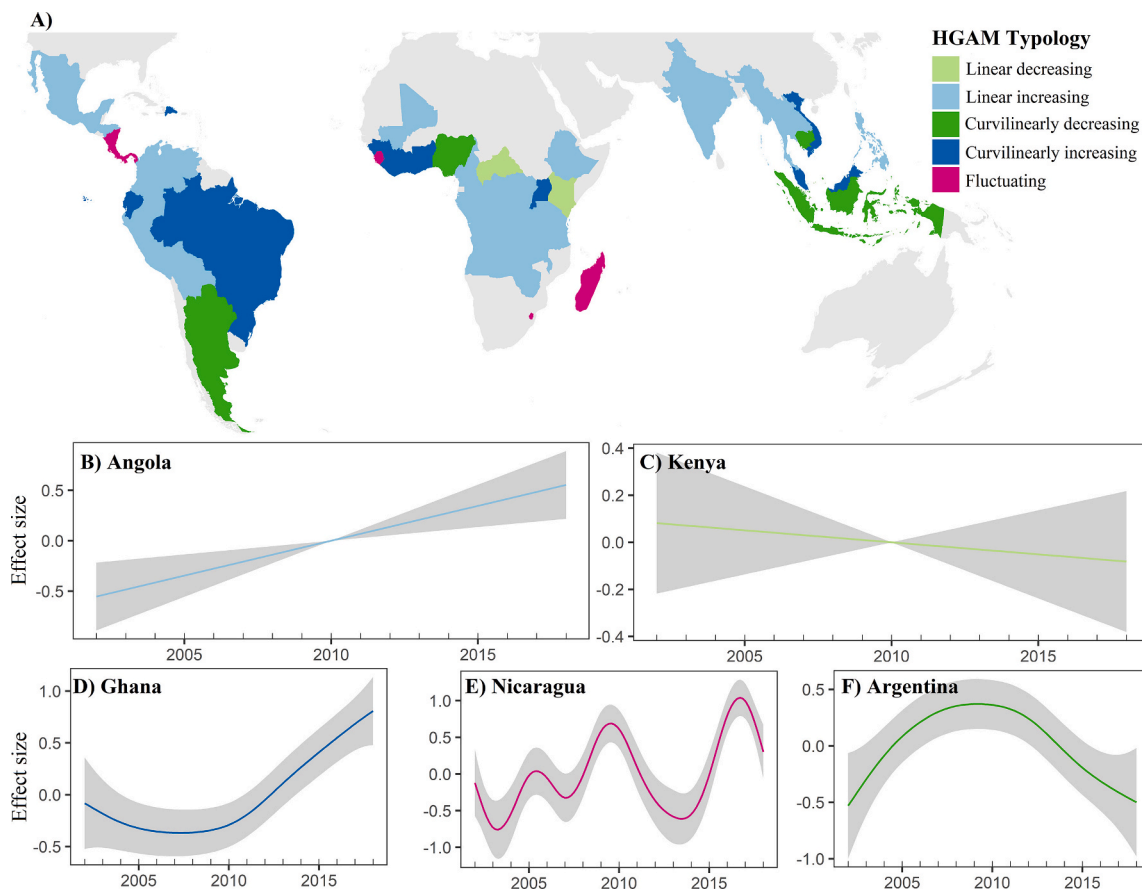 A)
HGAM Typology
Linear decreasing
Linear increasing
Curvilinearly decreasing
Curvilinearly increasing
Fluctuating
B) Angola
Effect size
0.5
0.0
-0.5
2005 2010 2015
C) Kenya
0.4
0.2
0.0
-0.2
-0.4
2005 2010 2015
D) Ghana
Effect size
1.0
0.5
0.0
-0.5
2005 2010 2015
E) Nicaragua
1.0
0.5
0.0
-0.5
-1.0
2005 2010 2015
F) Argentina
0.5
0.0
-0.5
-1.0
2005 2010 2015